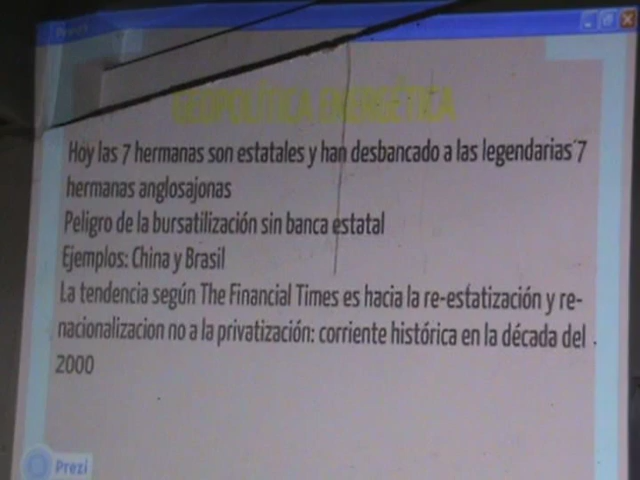 Prezi
GEOPOLÍTICA ENERGÉTICA
Hoy las 7 hermanas son estatales y han desbancado a las legendarias 7
hermanas anglosajonas
Peligro de la bursatilización sin banca estatal
Ejemplos: China y Brasil
La tendencia según The Financial Times es hacia la re-estatización y re-
nacionalizacion no a la privatización: corriente histórica en la década del
2000
Prezi